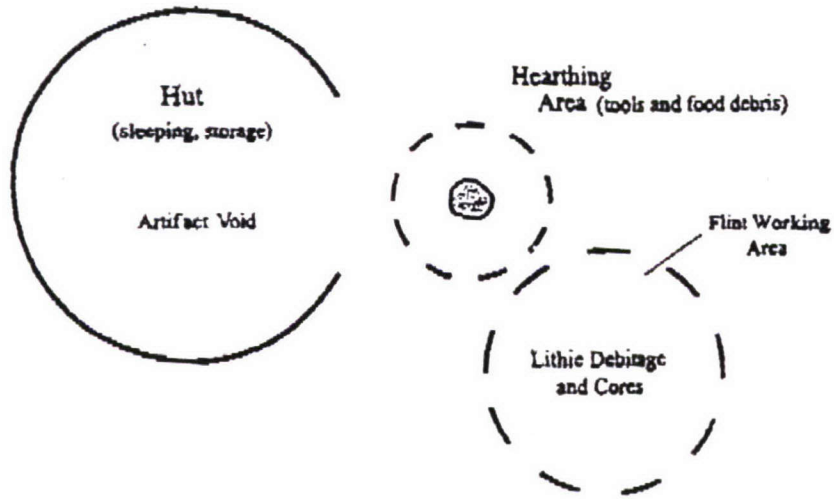 Hut
(sleeping, storage)
Artifact Void
Hearthing
Area (tools and food debris)
Flint Working
Area
Lithic Debitage
and Cores